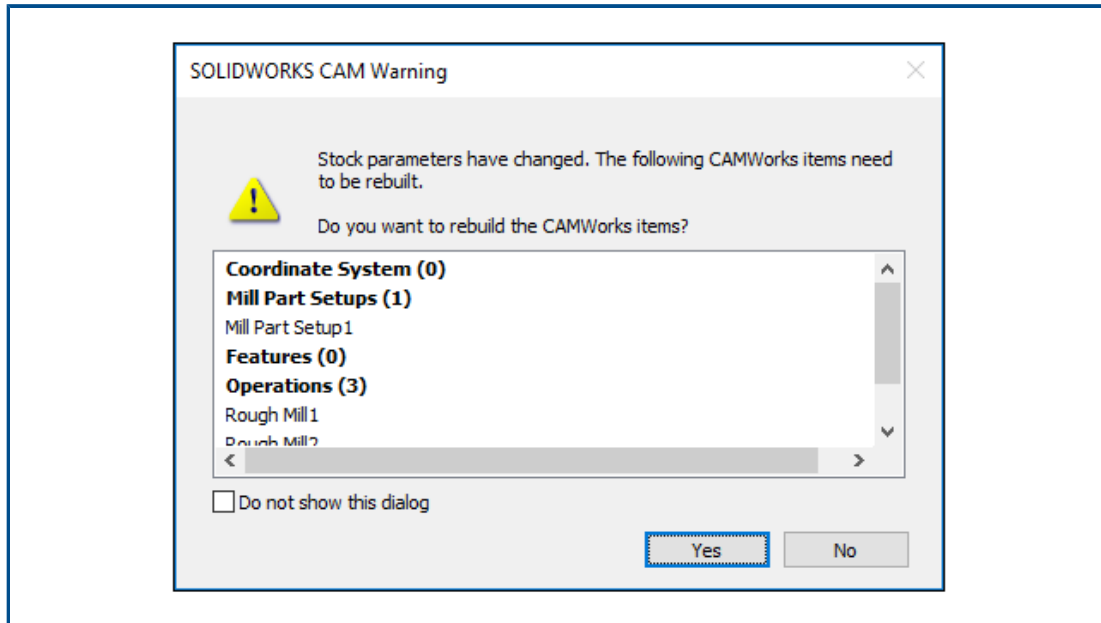 SOLIDWORKS CAM Warning
Stock parameters have changed. The following CAMWorks items need
to be rebuilt.
Do you want to rebuild the CAMWorks items?
Coordinate System (0)
Mill Part Setups (1)
Mill Part Setup1
Features (0)
Operations (3)
Rough Mill1
Rough Mill2
Do not show this dialog
Yes
No